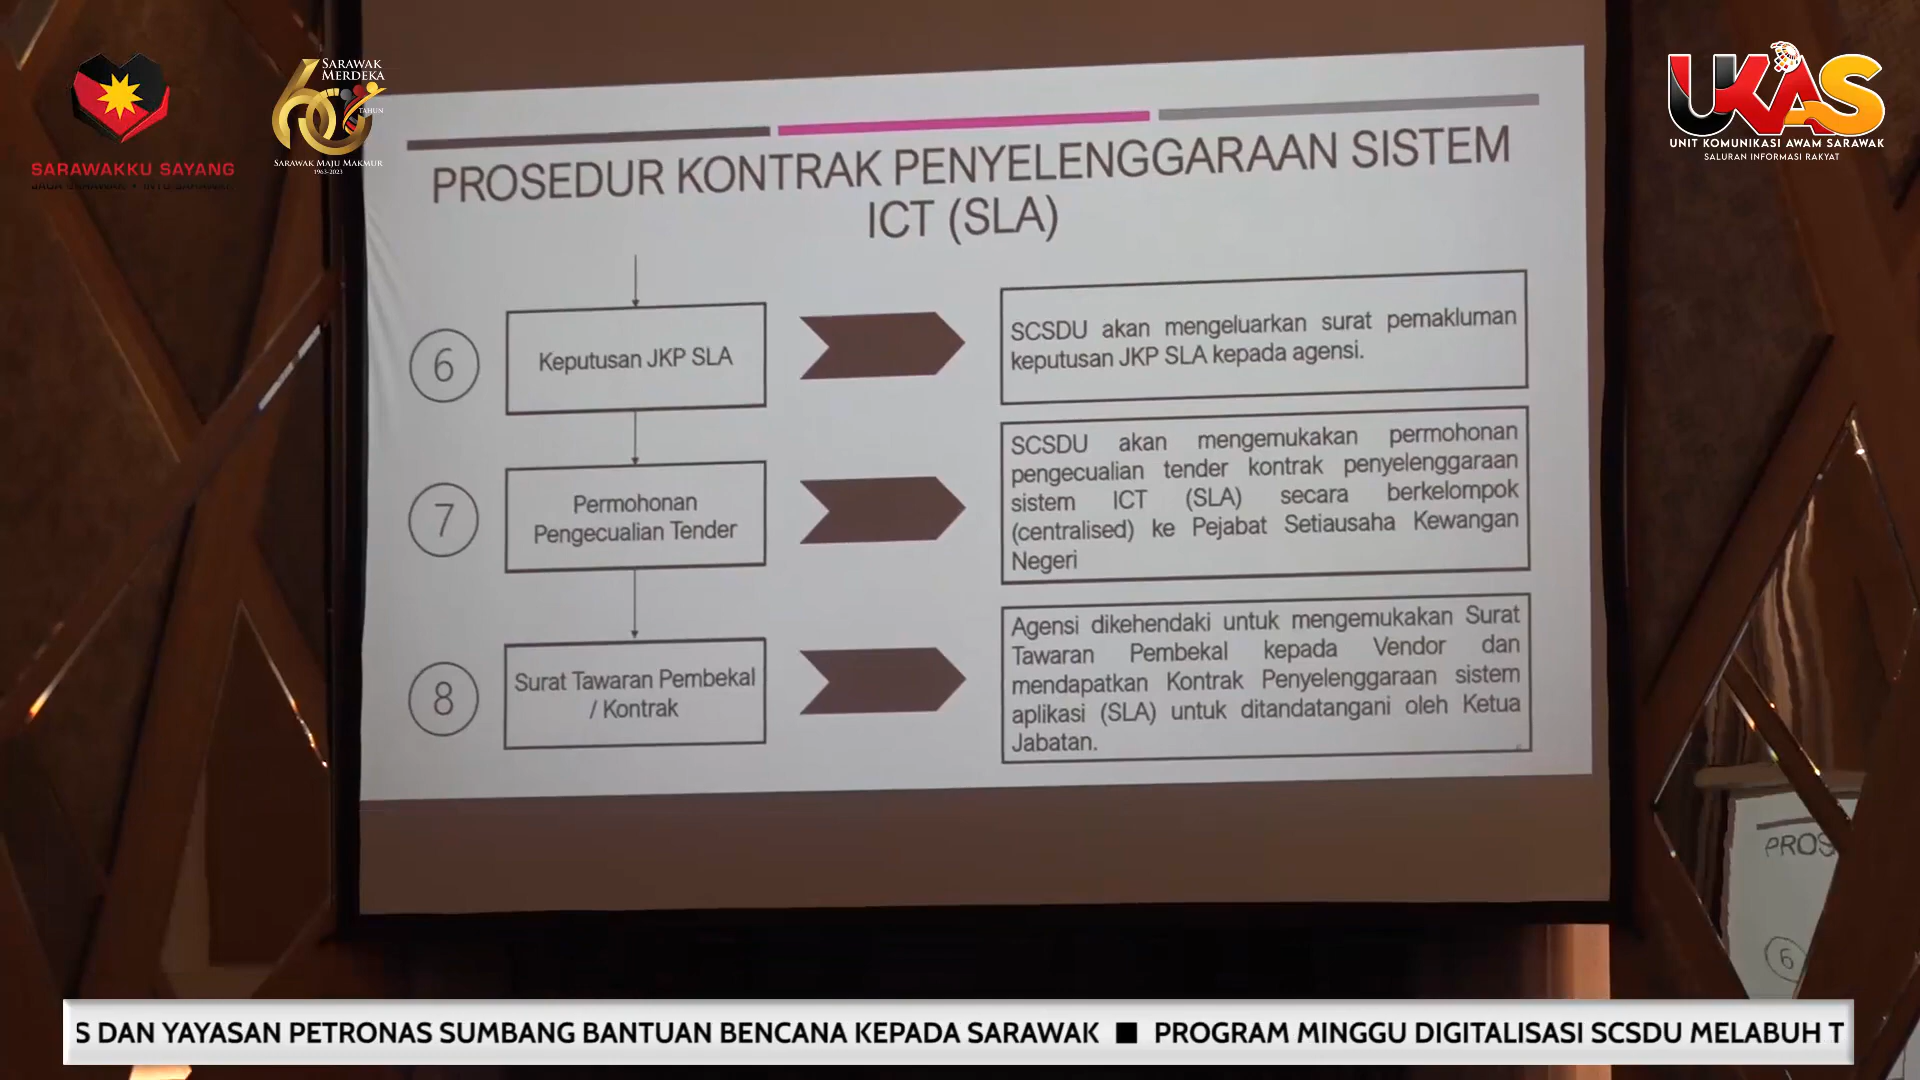 SARAWAKKU SAYANG
60
SARAWAK
MERDEKA
TAHUN
SARAWAK MAJU MAKMUR
1963-2023
UKAS
UNIT KOMUNIKASI AWAM SARAWAK
SALURAN INFORMASI RAKYAT
PROSEDUR KONTRAK PENYELENGGARAAN SISTEM
ICT (SLA)
6
Keputusan JKP SLA
SCSDU akan mengeluarkan surat pemakluman
keputusan JKP SLA kepada agensi.
7
Permohonan
Pengecualian Tender
SCSDU akan mengemukakan permohonan
pengecualian tender kontrak penyelenggaraan
sistem ICT (SLA) secara berkelompok
(centralised) ke Pejabat Setiausaha Kewangan
Negeri
8
Surat Tawaran Pembekal
/ Kontrak
Agensi dikehendaki untuk mengemukakan Surat
Tawaran Pembekal kepada Vendor dan
mendapatkan Kontrak Penyelenggaraan sistem
aplikasi (SLA) untuk ditandatangani oleh Ketua
Jabatan.
PROS
6
S DAN YAYASAN PETRONAS SUMBANG BANTUAN BENCANA KEPADA SARAWAK ■ PROGRAM MINGGU DIGITALISASI SCSDU MELABUH T